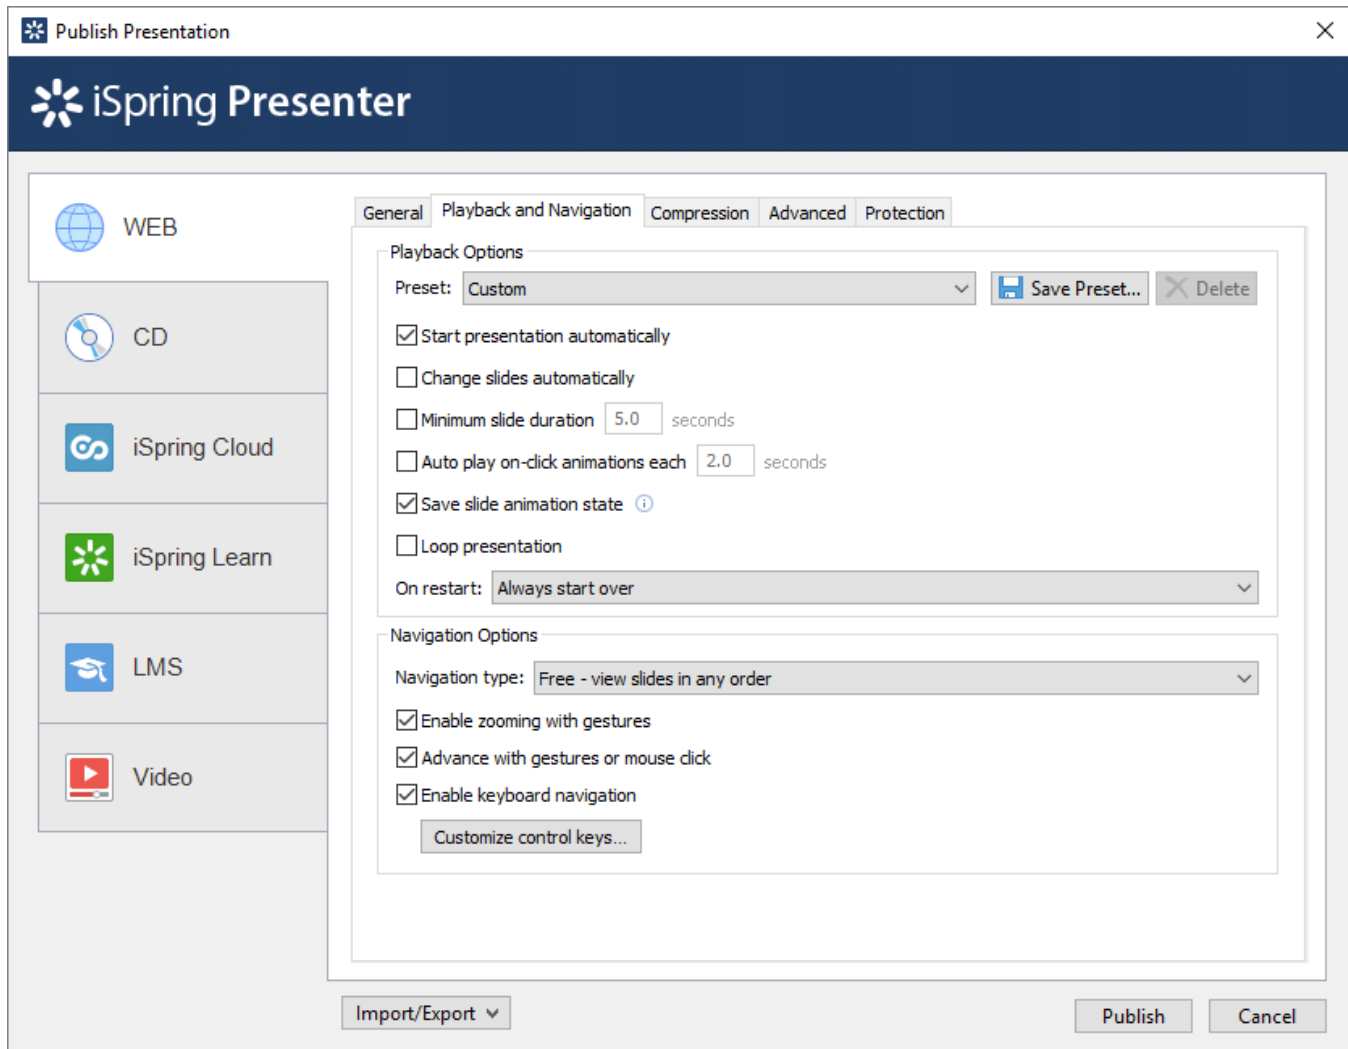 Publish Presentation
iSpring Presenter
WEB
CD
iSpring Cloud
iSpring Learn
LMS
Video
General Playback and Navigation Compression Advanced Protection
Playback Options
Preset: Custom Save Preset... Delete
Start presentation automatically
Change slides automatically
Minimum slide duration 5.0 seconds
Auto play on-click animations each 2.0 seconds
Save slide animation state
Loop presentation
On restart: Always start over
Navigation Options
Navigation type: Free - view slides in any order
Enable zooming with gestures
Advance with gestures or mouse click
Enable keyboard navigation
Customize control keys...
Import/Export Publish Cancel